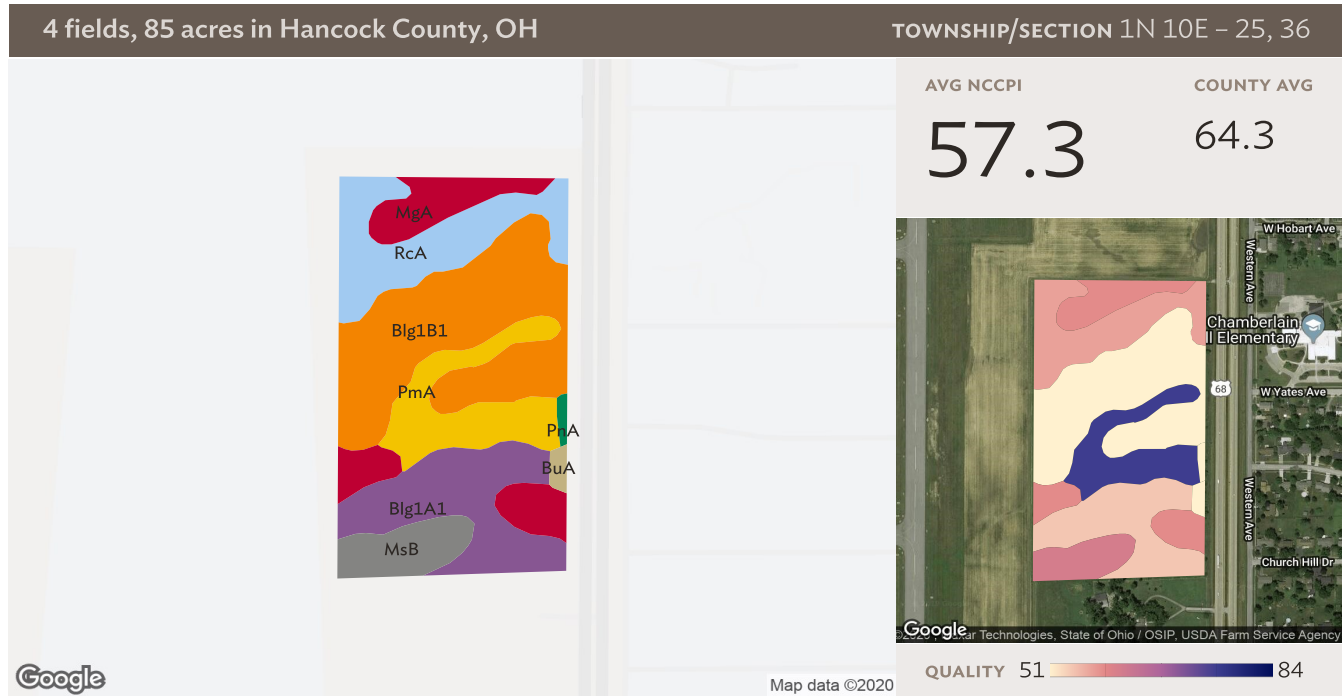 4 fields, 85 acres in Hancock County, OH
TOWNSHIP/SECTION 1N 10E – 25, 36
AVG NCCPI
COUNTY AVG
57.3
64.3
MgA
RcA
Blg1B1
PmA
PnA
BuA
Blg1A1
MsB
Google
Map data ©2020
W Hobart Ave
Western Ave
Chamberlain
ll Elementary
68
W Yates Ave
Western Ave
Church Hill Dr
Google
Technologies, State of Ohio / OSIP, USDA Farm Service Agency
QUALITY 51 84